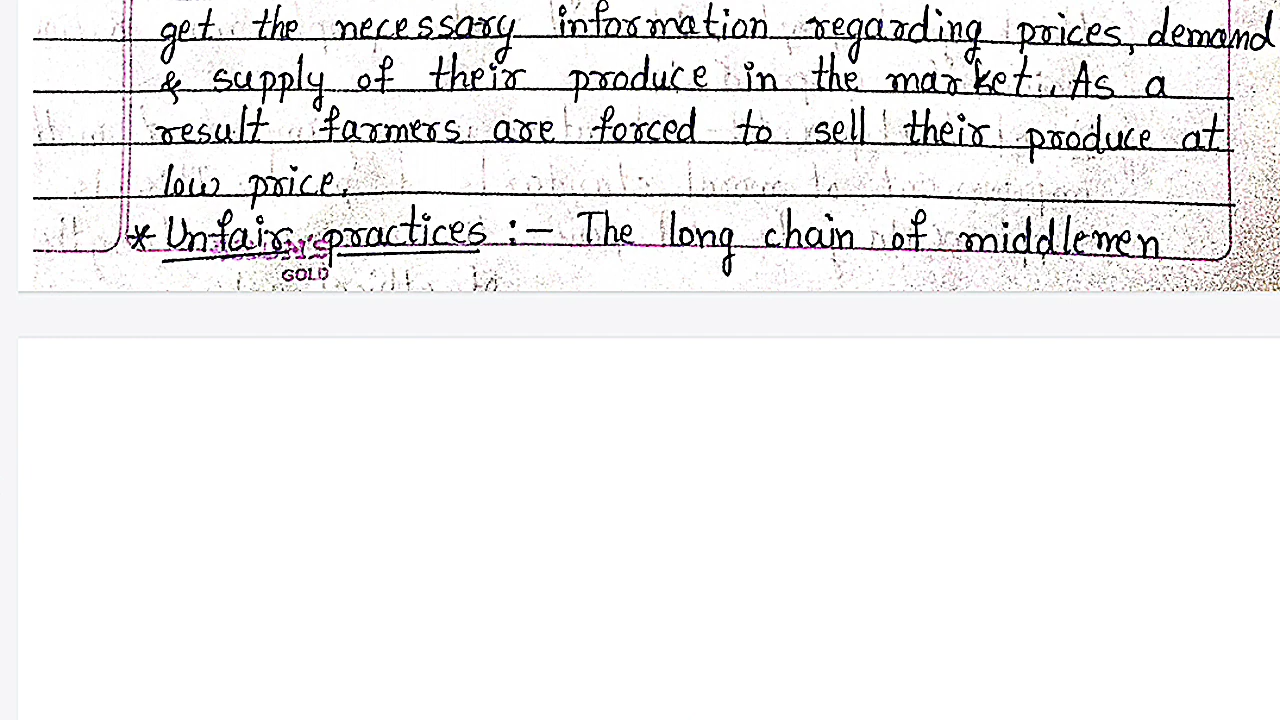 get the necessary information regarding prices, demand
& supply of their produce in the market. As a
result farmers are forced to sell their produce at
low price.
* Unfair practices :- The long chain of middlemen
GOLD